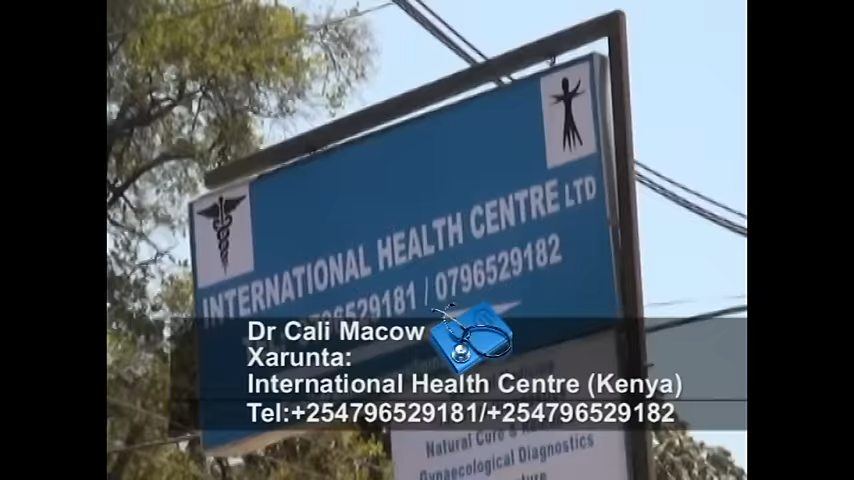 INTERNATIONAL HEALTH CENTRE LTD
0796529181 / 0796529182
Dr Cali Macow
Xarunta:
International Health Centre (Kenya)
Tel:+254796529181/+254796529182
Natural Cure &
Gynaecological Diagnostics